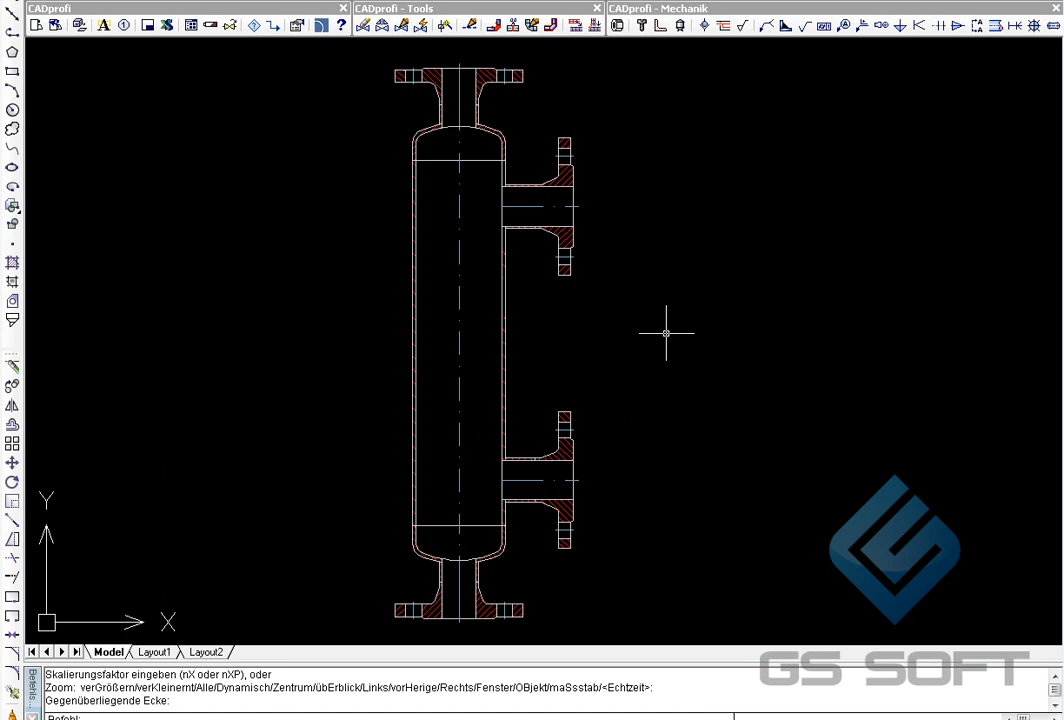 CADprofi
CADprofi - Tools
CADprofi - Mechanik
Y
X
Model
Layout1
Layout2
GS SOFT
Befehls...
Skalierungsfaktor eingeben (nX oder nXP), oder
Zoom: verGrößern/verKleinernt/Alle/Dynamisch/Zentrum/übErblick/Links/vorHerige/Rechts/Fenster/OBjekt/maSsstab/<Echtzeit>:
Gegenüberliegende Ecke:
Befehl: